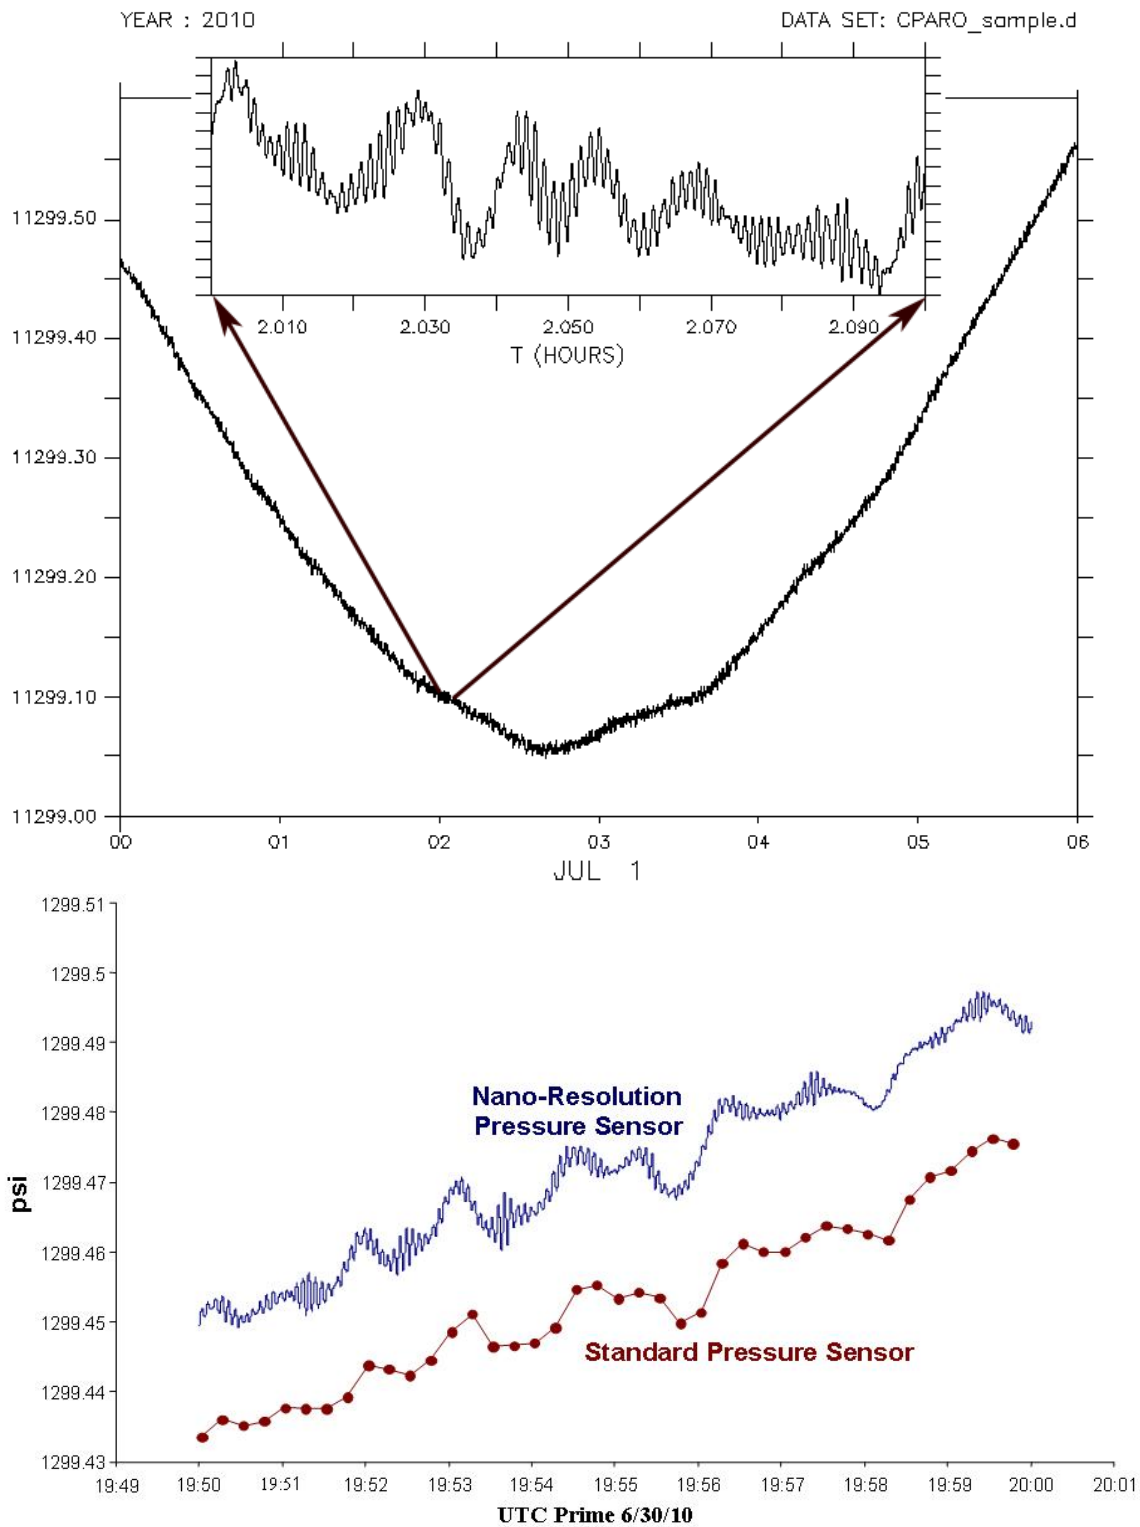 YEAR : 2010
DATA SET: CPARO_sample.d
2.010 2.030 2.050 2.070 2.090
T (HOURS)
11299.50
11299.40
11299.30
11299.20
11299.10
11299.00
00 01 02 03 04 05 06
JUL 1
1299.51
1299.5
1299.49
1299.48
1299.47
1299.46
1299.45
1299.44
1299.43
psi
Nano-Resolution
Pressure Sensor
Standard Pressure Sensor
19:49 19:50 19:51 19:52 19:53 19:54 19:55 19:56 19:57 19:58 19:59 20:00 20:01
UTC Prime 6/30/10